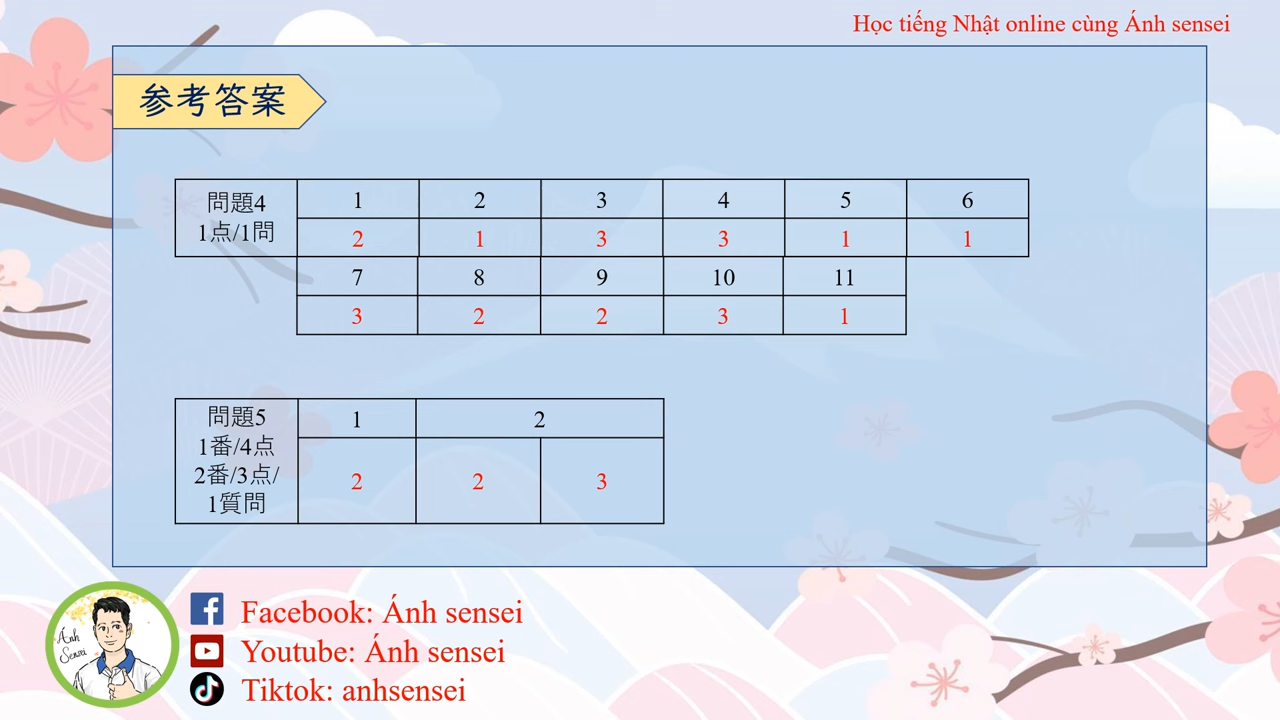 Học tiếng Nhật online cùng Ánh sensei
参考答案
問題4
1点/1問
1 2 3 4 5 6
2 1 3 3 1 1
7 8 9 10 11
3 2 2 3 1
問題5
1番/4点
2番/3点/
1質問
1 2
2 2 3
Ánh
Sensei
Facebook: Ánh sensei
Youtube: Ánh sensei
Tiktok: anhsensei